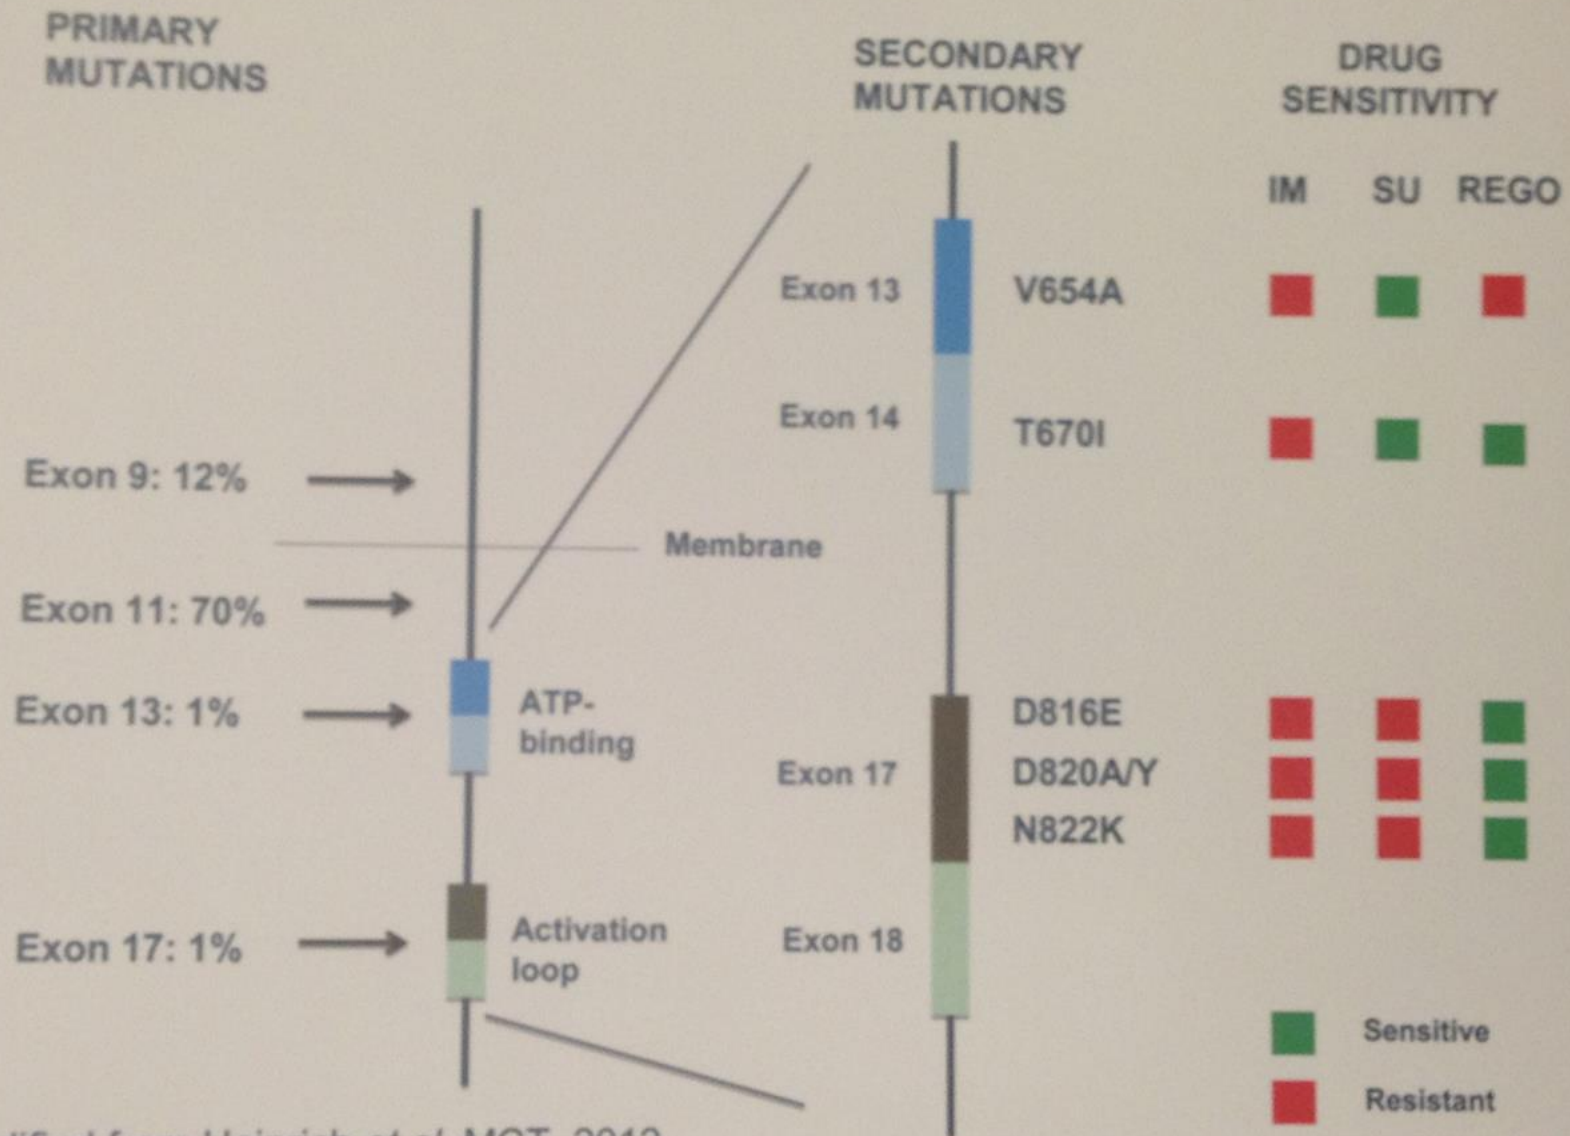 PRIMARY
MUTATIONS
SECONDARY
MUTATIONS
DRUG
SENSITIVITY
IM SU REGO
Exon 13 V654A
Exon 14 T670I
Exon 9: 12%
Membrane
Exon 11: 70%
Exon 13: 1%
ATP-
binding
D816E
Exon 17 D820A/Y
N822K
Exon 17: 1%
Activation
loop
Exon 18
Sensitive
Resistant